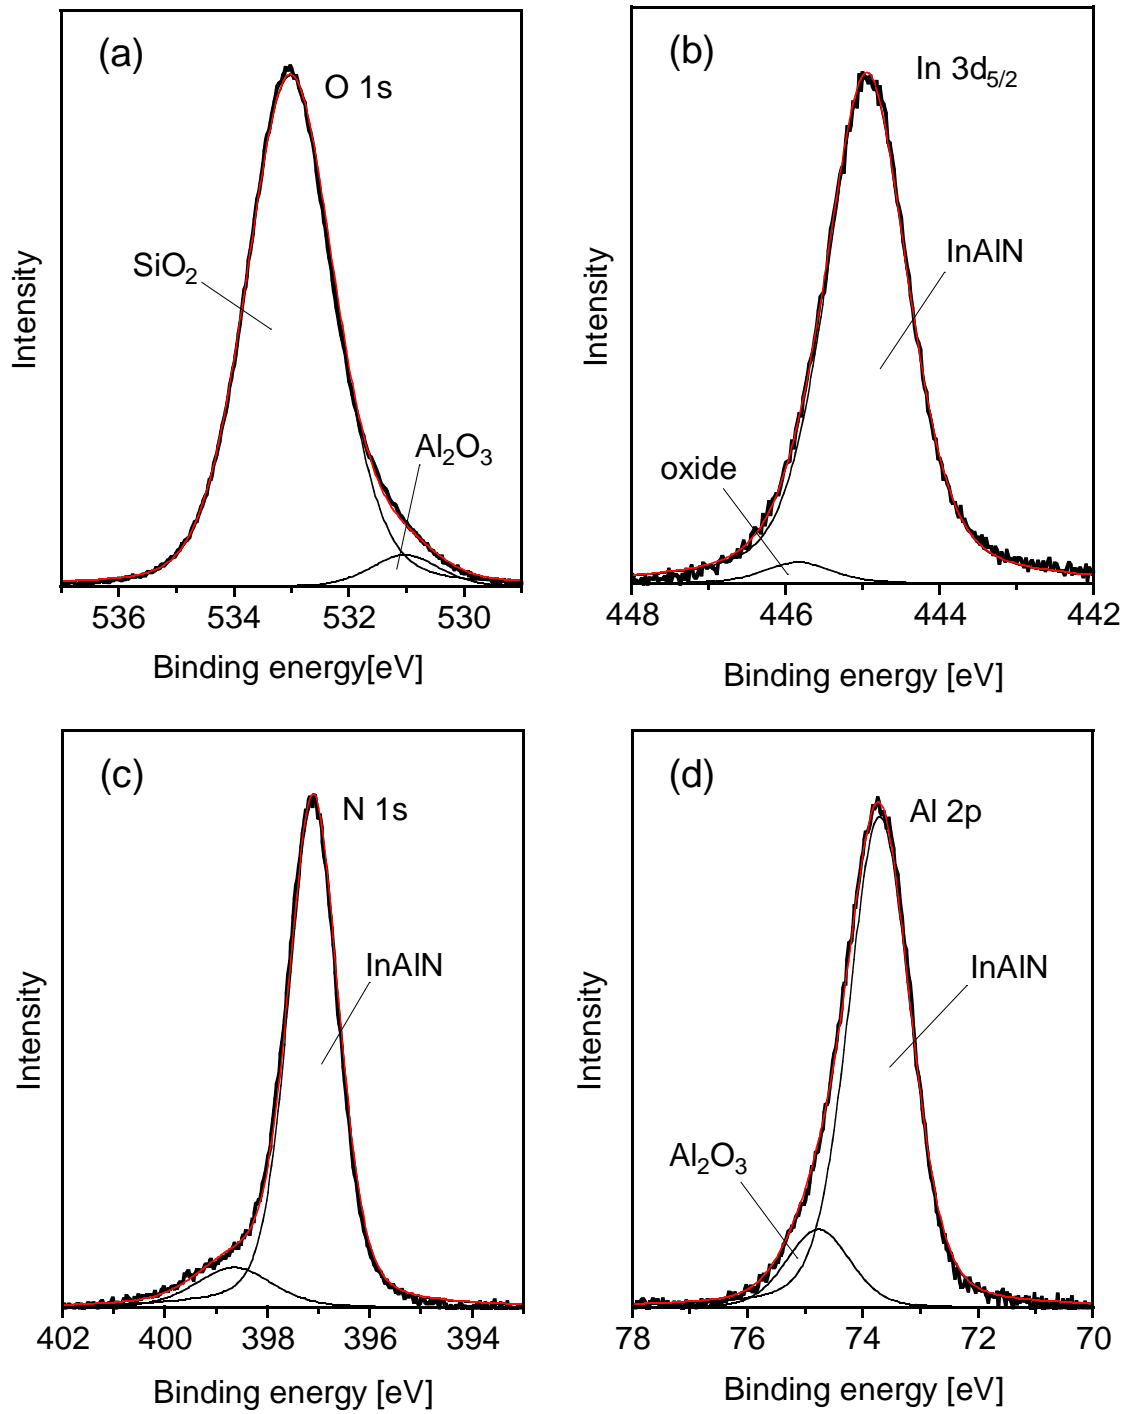 (a)
O 1s
SiO₂
Al₂O₃
Intensity
536 534 532 530
Binding energy[eV]
(b)
In 3d₅/₂
InAlN
oxide
Intensity
448 446 444 442
Binding energy [eV]
(c)
N 1s
InAlN
Intensity
402 400 398 396 394
Binding energy [eV]
(d)
Al 2p
InAlN
Al₂O₃
Intensity
78 76 74 72 70
Binding energy [eV]